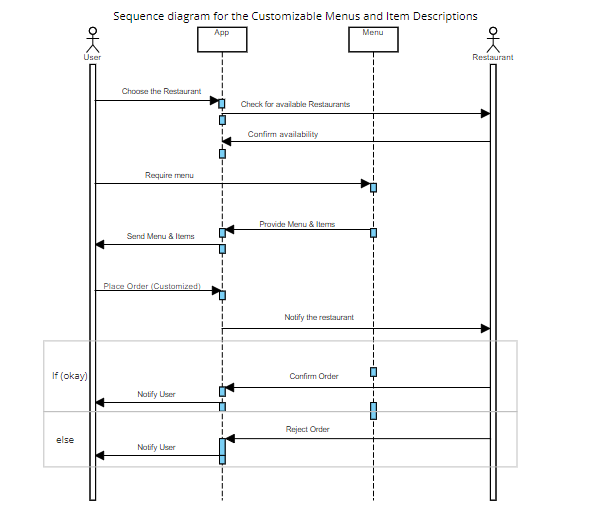 Sequence diagram for the Customizable Menus and Item Descriptions
App
Menu
User
Restaurant
Choose the Restaurant
Check for available Restaurants
Confirm availability
Require menu
Provide Menu & Items
Send Menu & Items
Place Order (Customized)
Notify the restaurant
If (okay)
Confirm Order
Notify User
Reject Order
else
Notify User